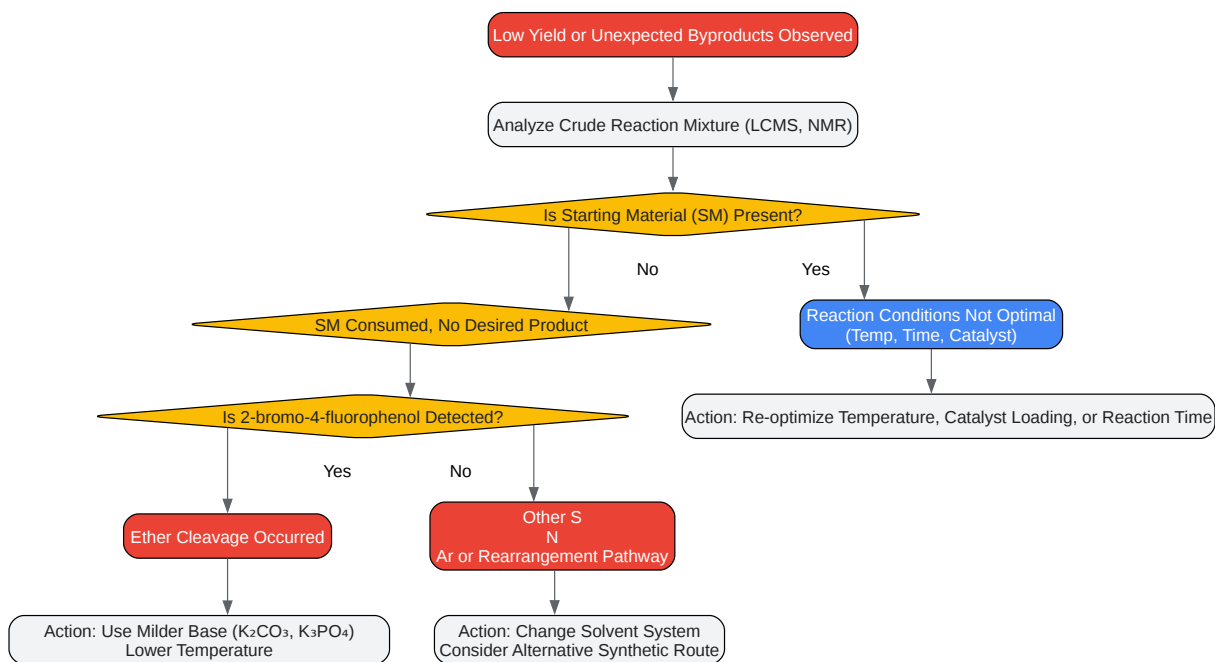 Low Yield or Unexpected Byproducts Observed
Analyze Crude Reaction Mixture (LCMS, NMR)
Is Starting Material (SM) Present?
No
Yes
SM Consumed, No Desired Product
Reaction Conditions Not Optimal
(Temp, Time, Catalyst)
Is 2-bromo-4-fluorophenol Detected?
Action: Re-optimize Temperature, Catalyst Loading, or Reaction Time
Yes
No
Ether Cleavage Occurred
Other S
N
Ar or Rearrangement Pathway
Action: Use Milder Base (K₂CO₃, K₃PO₄)
Lower Temperature
Action: Change Solvent System
Consider Alternative Synthetic Route